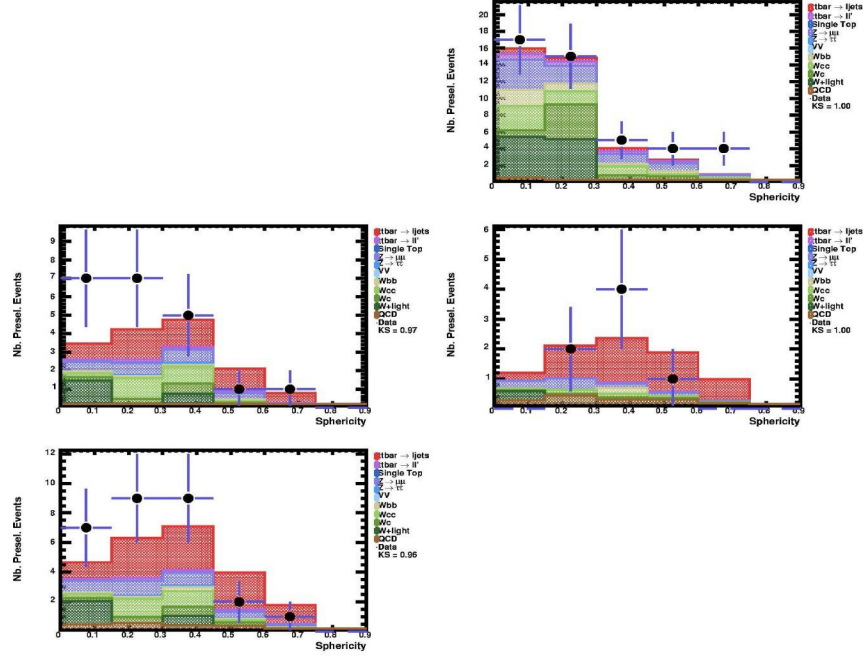 Nb. Presel. Events
20
18
16
14
12
10
8
6
4
2
0 0.1 0.2 0.3 0.4 0.5 0.6 0.7 0.8 0.9
Sphericity
ttbar → ljets
ttbar → ll'
Single Top
Z → μμ
Z → ττ
VV
Wbb
Wcc
Wc
W+light
QCD
Data
KS = 1.00
Nb. Presel. Events
9
8
7
6
5
4
3
2
1
0 0.1 0.2 0.3 0.4 0.5 0.6 0.7 0.8 0.9
Sphericity
ttbar → ljets
ttbar → ll'
Single Top
Z → μμ
Z → ττ
VV
Wbb
Wcc
Wc
W+light
QCD
Data
KS = 0.97
Nb. Presel. Events
6
5
4
3
2
1
0 0.1 0.2 0.3 0.4 0.5 0.6 0.7 0.8 0.9
Sphericity
ttbar → ljets
ttbar → ll'
Single Top
Z → μμ
Z → ττ
VV
Wbb
Wcc
Wc
W+light
QCD
Data
KS = 1.00
Nb. Presel. Events
12
10
8
6
4
2
0 0.1 0.2 0.3 0.4 0.5 0.6 0.7 0.8 0.9
Sphericity
ttbar → ljets
ttbar → ll'
Single Top
Z → μμ
Z → ττ
VV
Wbb
Wcc
Wc
W+light
QCD
Data
KS = 0.96